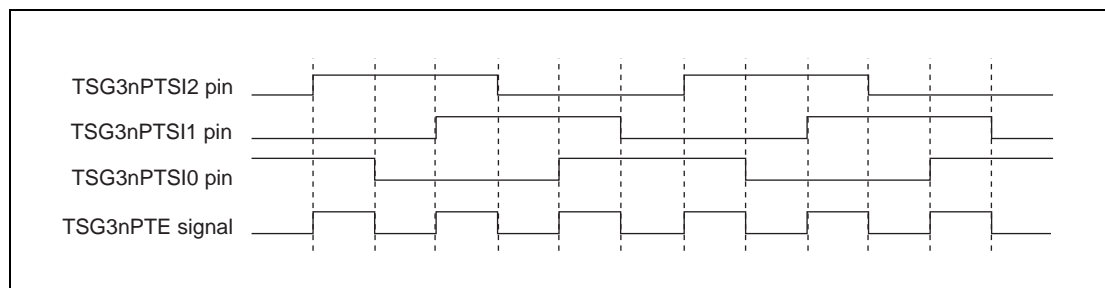 TSG3nPTSI2 pin
TSG3nPTSI1 pin
TSG3nPTSI0 pin
TSG3nPTE signal